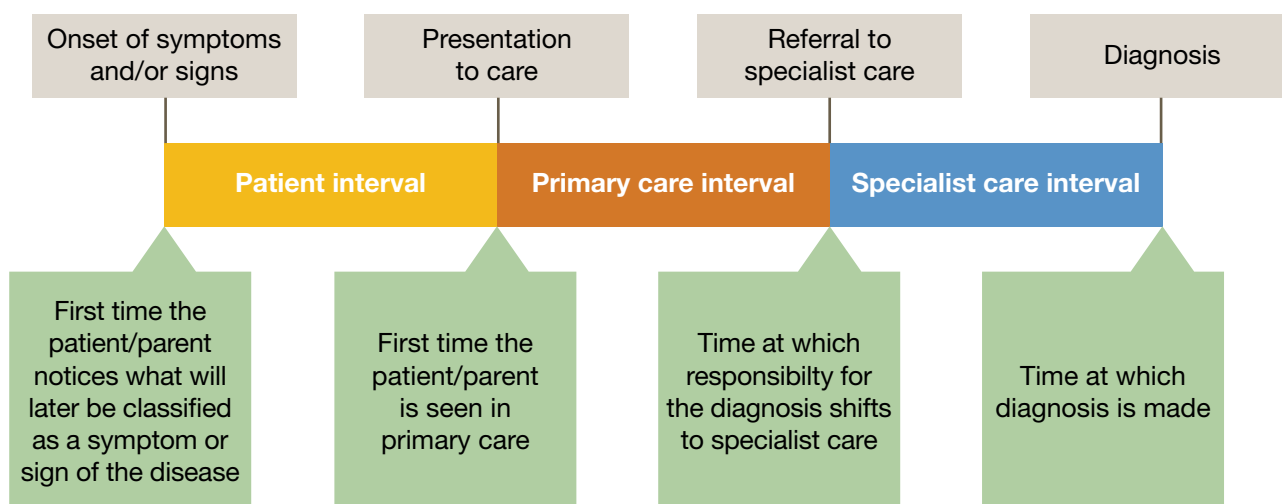 Onset of symptoms
and/or signs
Presentation
to care
Referral to
specialist care
Diagnosis
Patient interval
Primary care interval
Specialist care interval
First time the
patient/parent
notices what will
later be classified
as a symptom or
sign of the disease
First time the
patient/parent
is seen in
primary care
Time at which
responsibilty for
the diagnosis shifts
to specialist care
Time at which
diagnosis is made